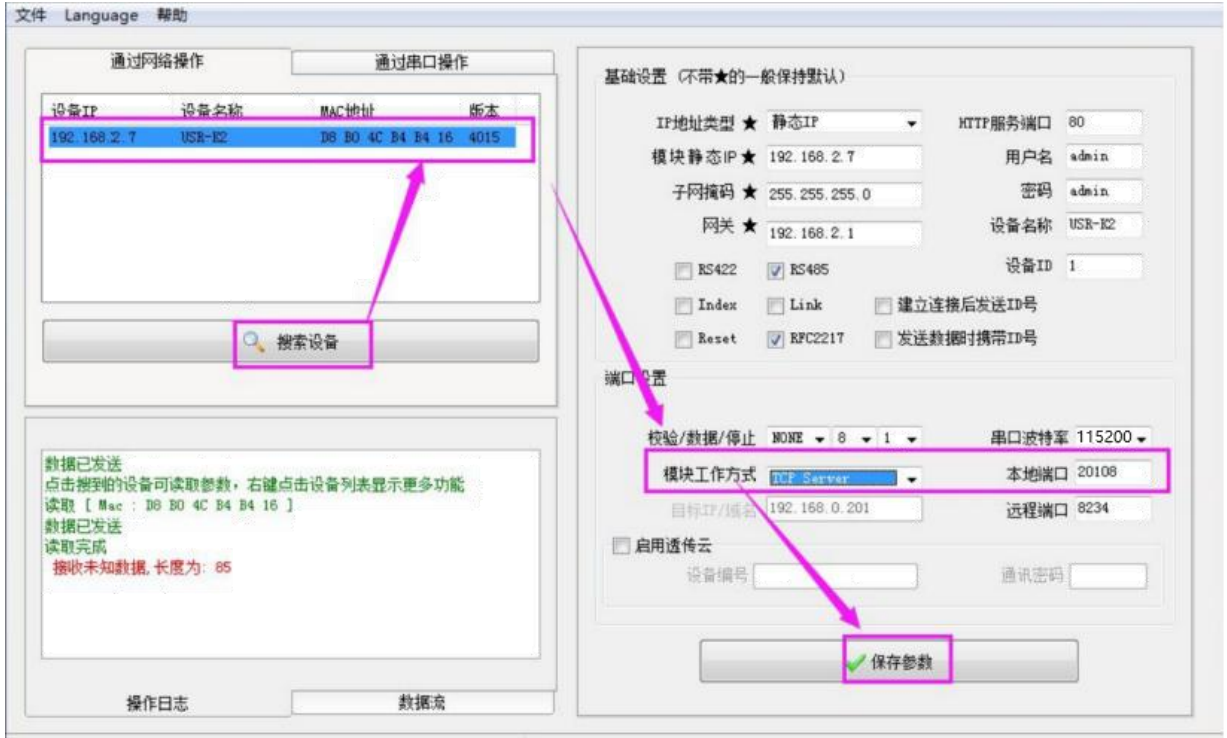 文件 Language 帮助
通过网络操作 通过串口操作
设备IP 设备名称 MAC地址 版本
192.168.2.7 USR-K2 D8 B0 4C B4 B4 16 4015
搜索设备
数据已发送
点击搜到的设备可读取参数，右键点击设备列表显示更多功能
读取 [ Mac : D8 B0 4C B4 B4 16 ]
数据已发送
读取完成
接收未知数据,长度为: 85
操作日志 数据流
基础设置 (不带★的一般保持默认)
IP地址类型 ★ 静态IP HTTP服务端口 80
模块静态IP ★ 192.168.2.7 用户名 admin
子网掩码 ★ 255.255.255.0 密码 admin
网关 ★ 192.168.2.1 设备名称 USR-K2
RS422 RS485 设备ID 1
Index Link 建立连接后发送ID号
Reset RFC2217 发送数据时携带ID号
端口设置
校验/数据/停止 NONE 8 1 串口波特率 115200
模块工作方式 TCP Server 本地端口 20108
目标IP/域名 192.168.0.201 远程端口 8234
启用透传云
设备编号 通讯密码
保存参数